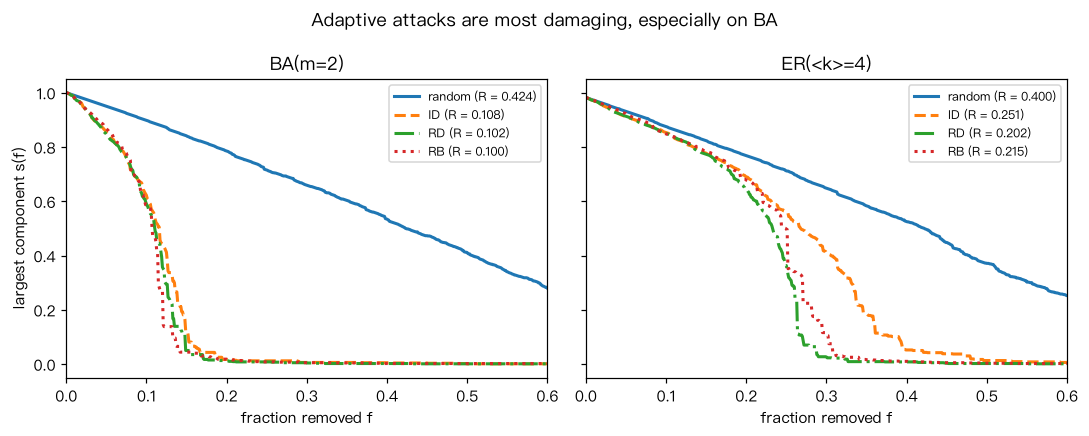 Adaptive attacks are most damaging, especially on BA
BA(m=2)
largest component s(f)
1.0
0.8
0.6
0.4
0.2
0.0
random (R = 0.424)
ID (R = 0.108)
RD (R = 0.102)
RB (R = 0.100)
0.0 0.1 0.2 0.3 0.4 0.5 0.6
fraction removed f
ER(<k>=4)
random (R = 0.400)
ID (R = 0.251)
RD (R = 0.202)
RB (R = 0.215)
0.0 0.1 0.2 0.3 0.4 0.5 0.6
fraction removed f